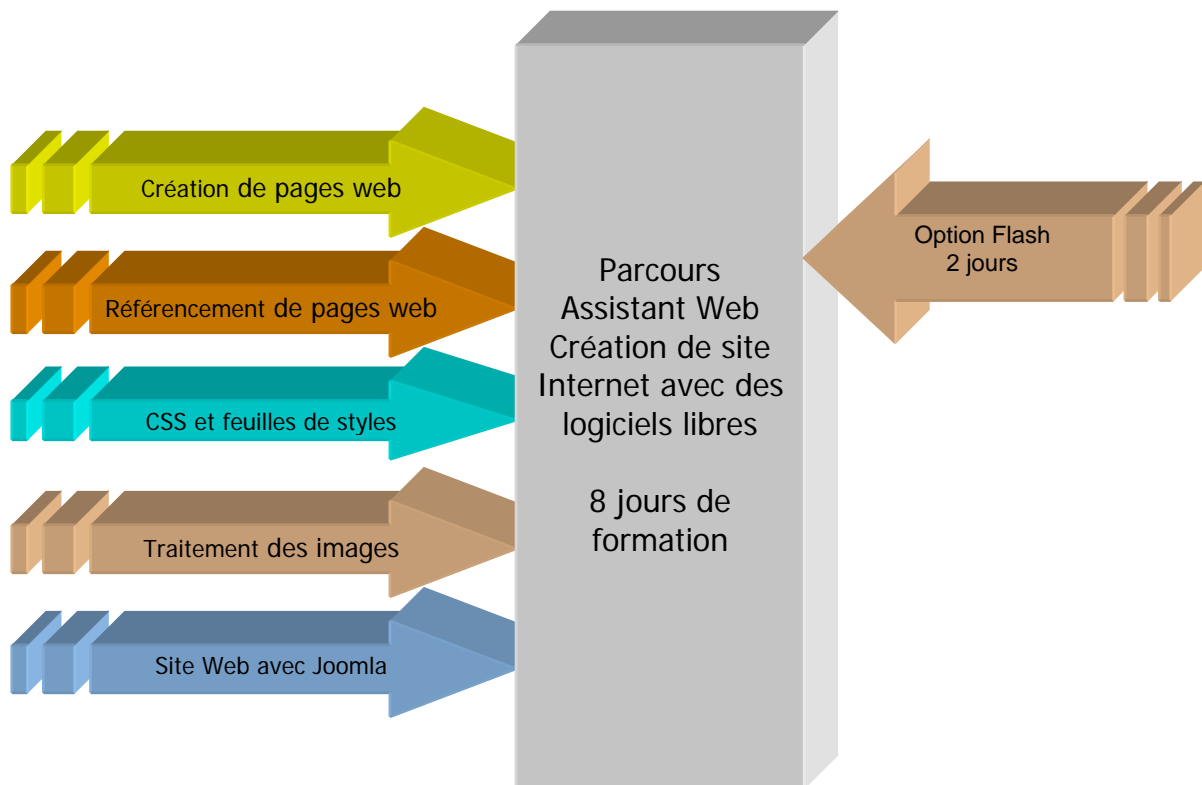 Création de pages web
Référencement de pages web
CSS et feuilles de styles
Traitement des images
Site Web avec Joomla
Parcours
Assistant Web
Création de site
Internet avec des
logiciels libres
8 jours de
formation
Option Flash
2 jours